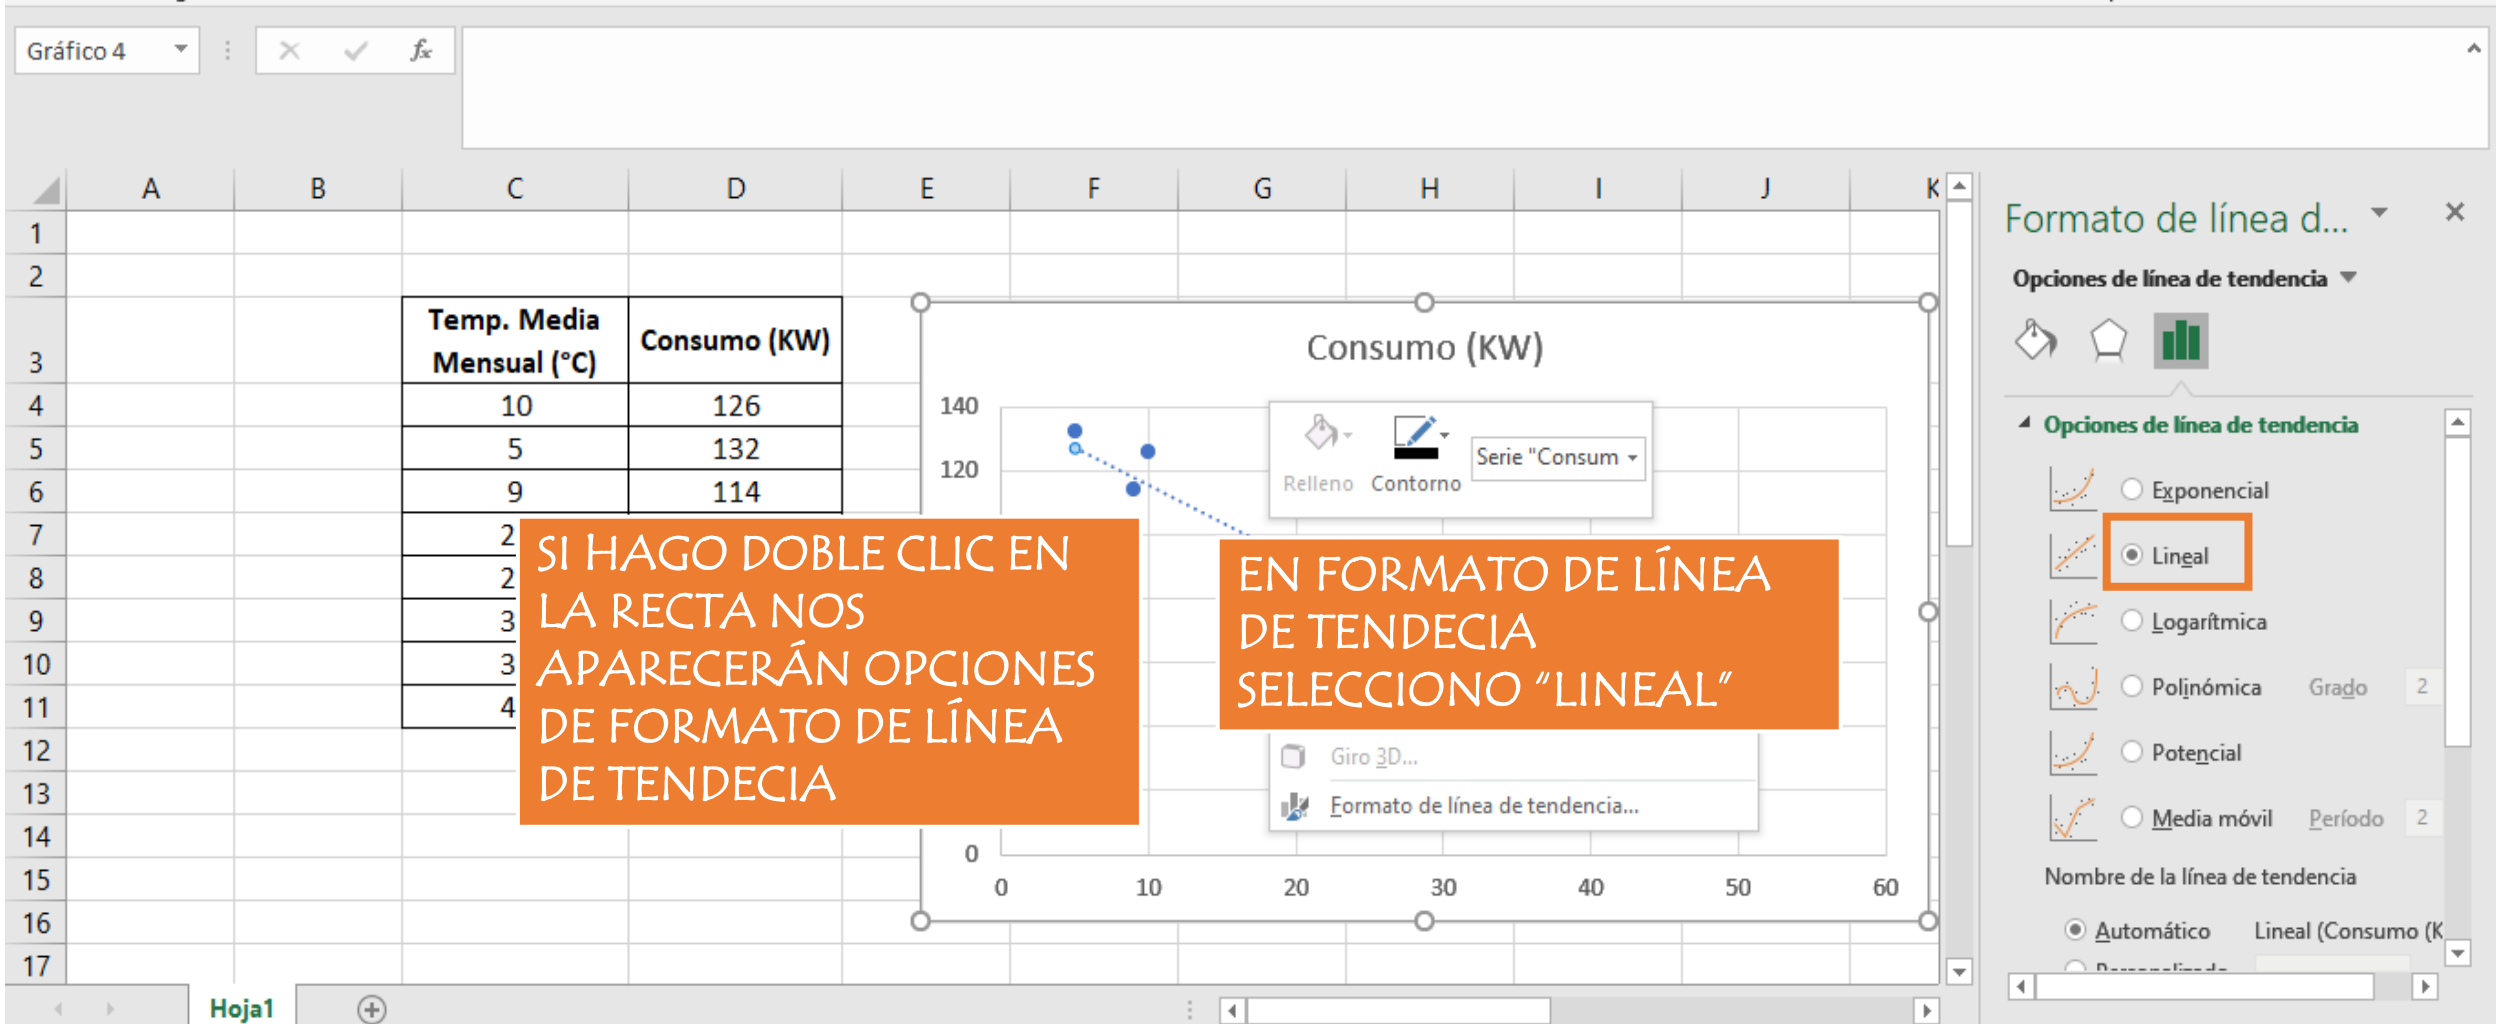 Gráfico 4
fx
A B C D E F G H I J K
1
2
3
4
5
6
7
8
9
10
11
12
13
14
15
16
17
Temp. Media
Mensual (°C)
Consumo (KW)
10 126
5 132
9 114
2
2
3
3
4
SI HAGO DOBLE CLIC EN
LA RECTA NOS
APARECERÁN OPCIONES
DE FORMATO DE LÍNEA
DE TENDECIA
Consumo (KW)
140
120
0
0 10 20 30 40 50 60
Relleno Contorno
Serie "Consum
EN FORMATO DE LÍNEA
DE TENDECIA
SELECCIONO “LINEAL”
Giro 3D...
Formato de línea de tendencia...
Formato de línea d...
Opciones de línea de tendencia
Opciones de línea de tendencia
Exponencial
Lineal
Logarítmica
Polinómica Grado 2
Potencial
Media móvil Período 2
Nombre de la línea de tendencia
Automático Lineal (Consumo (K
Hoja1